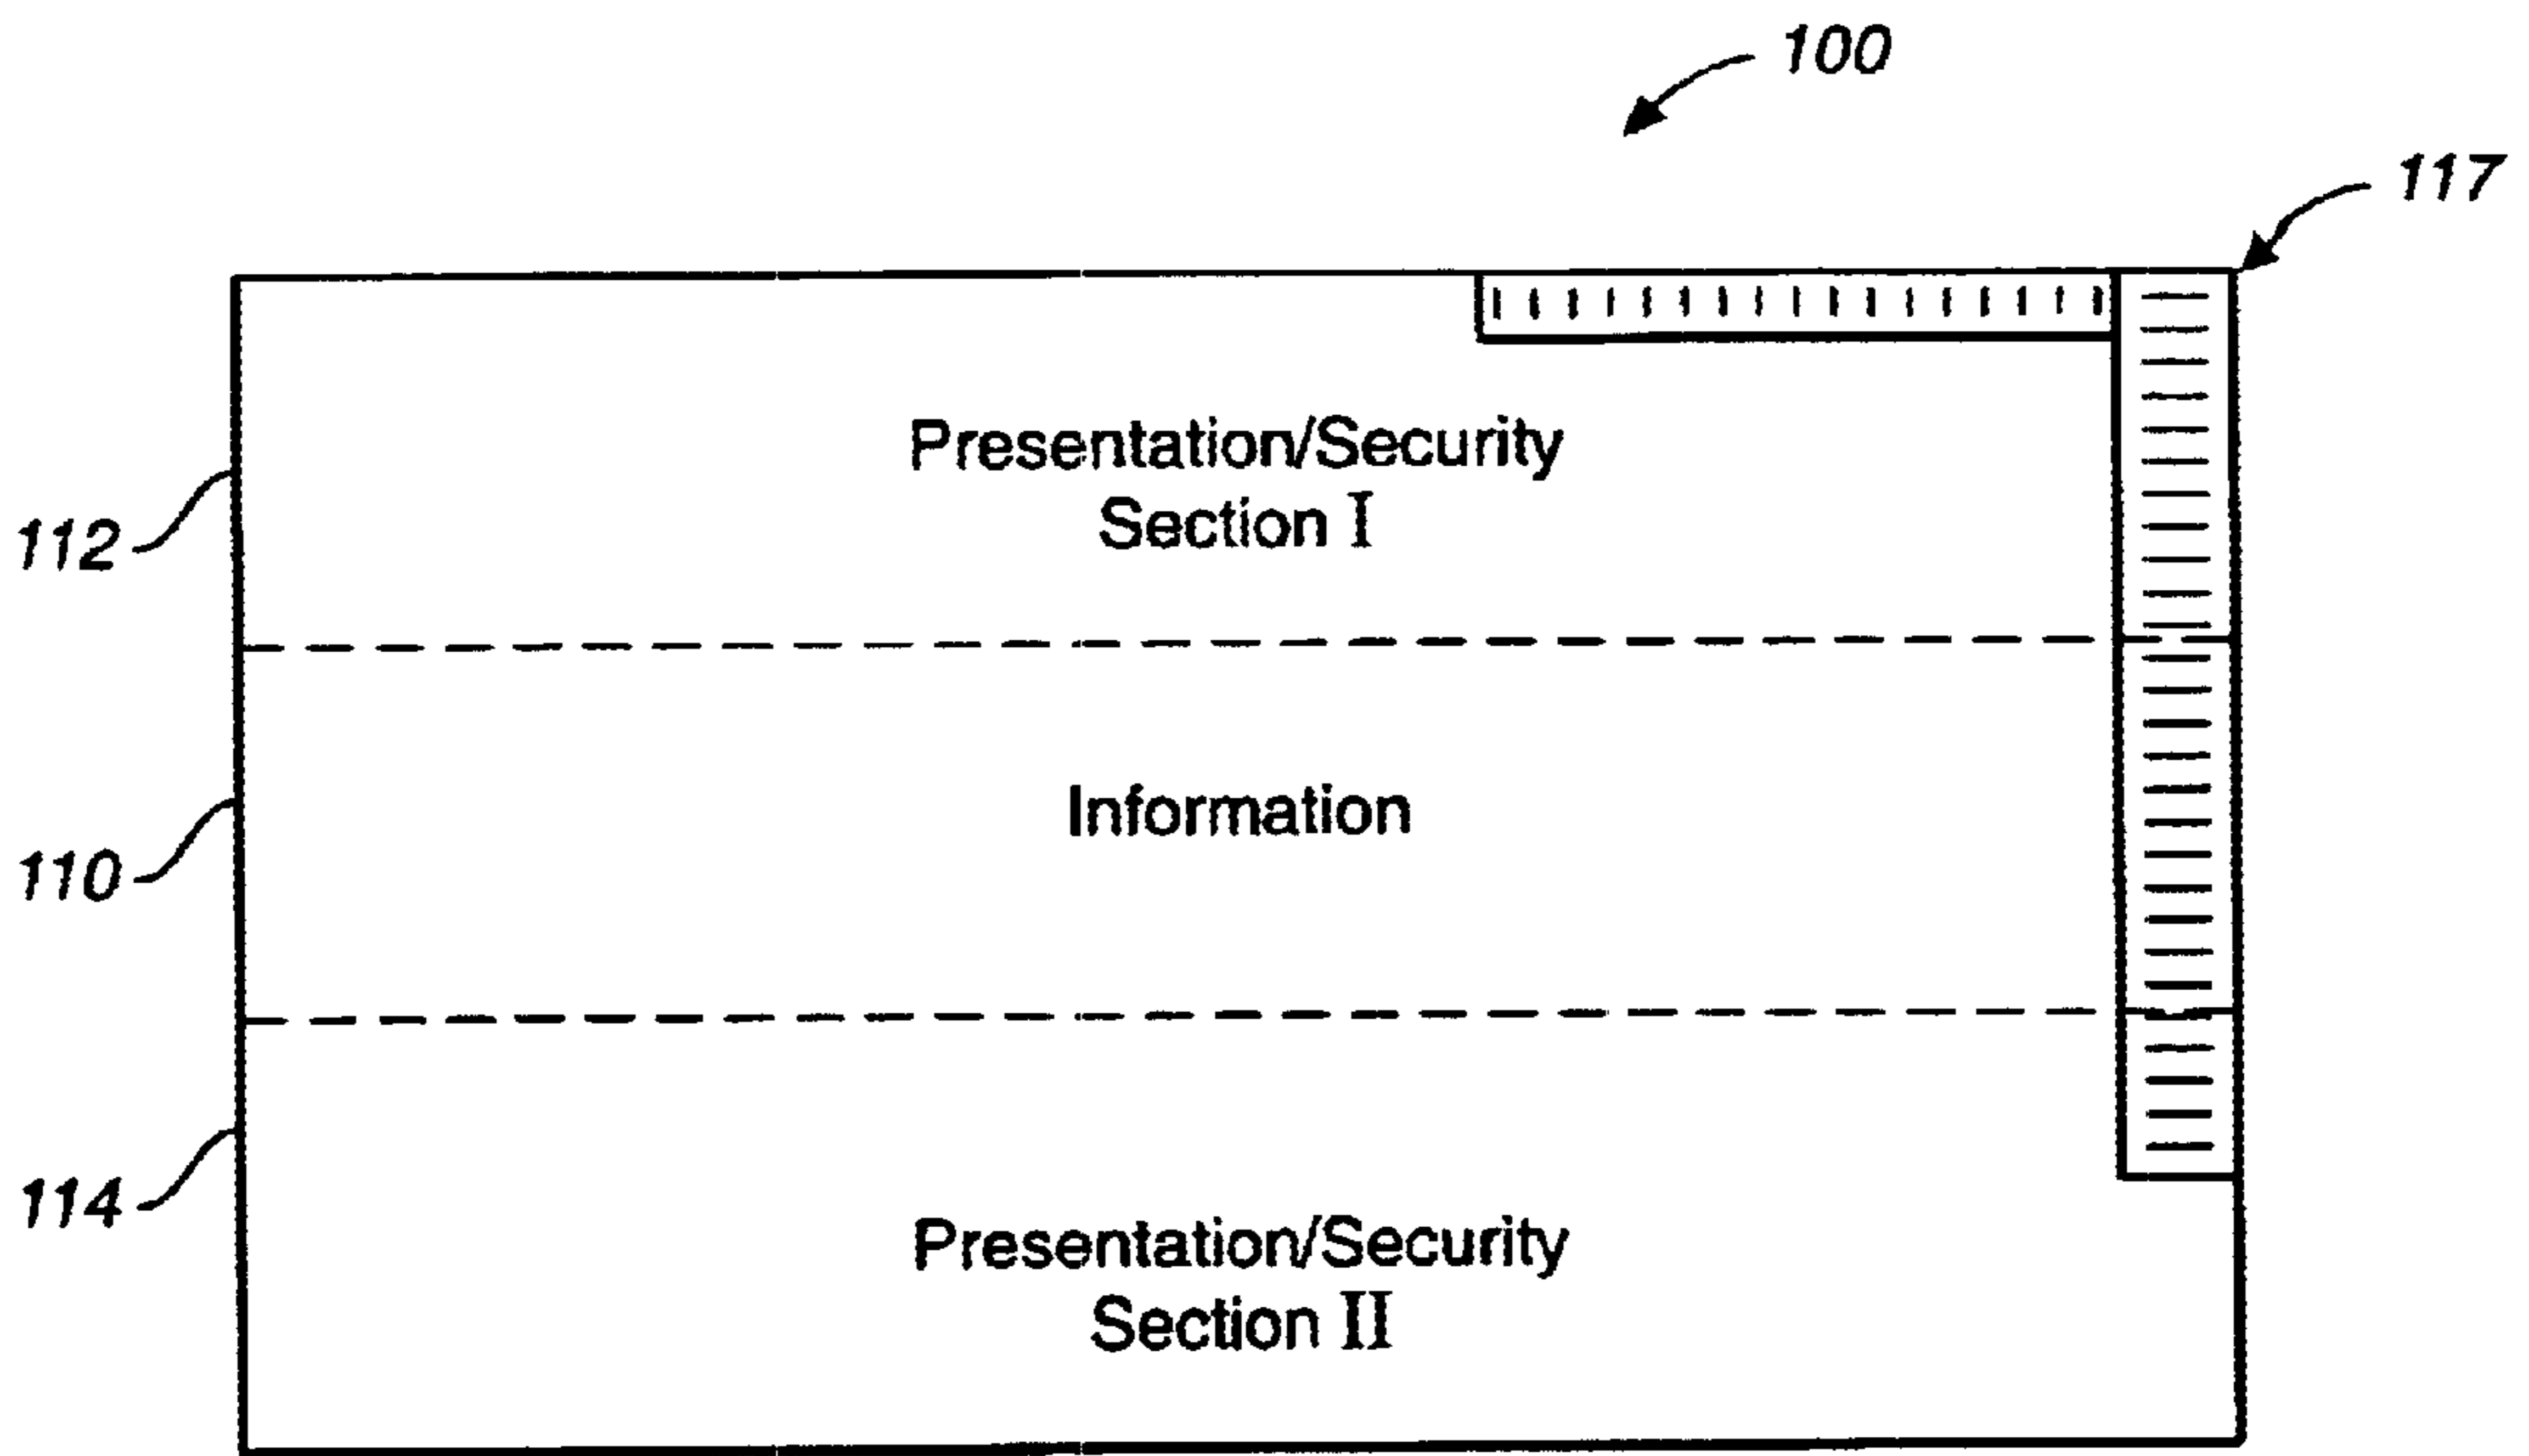 100
117
Presentation/Security
Section I
112
Information
110
114
Presentation/Security
Section II